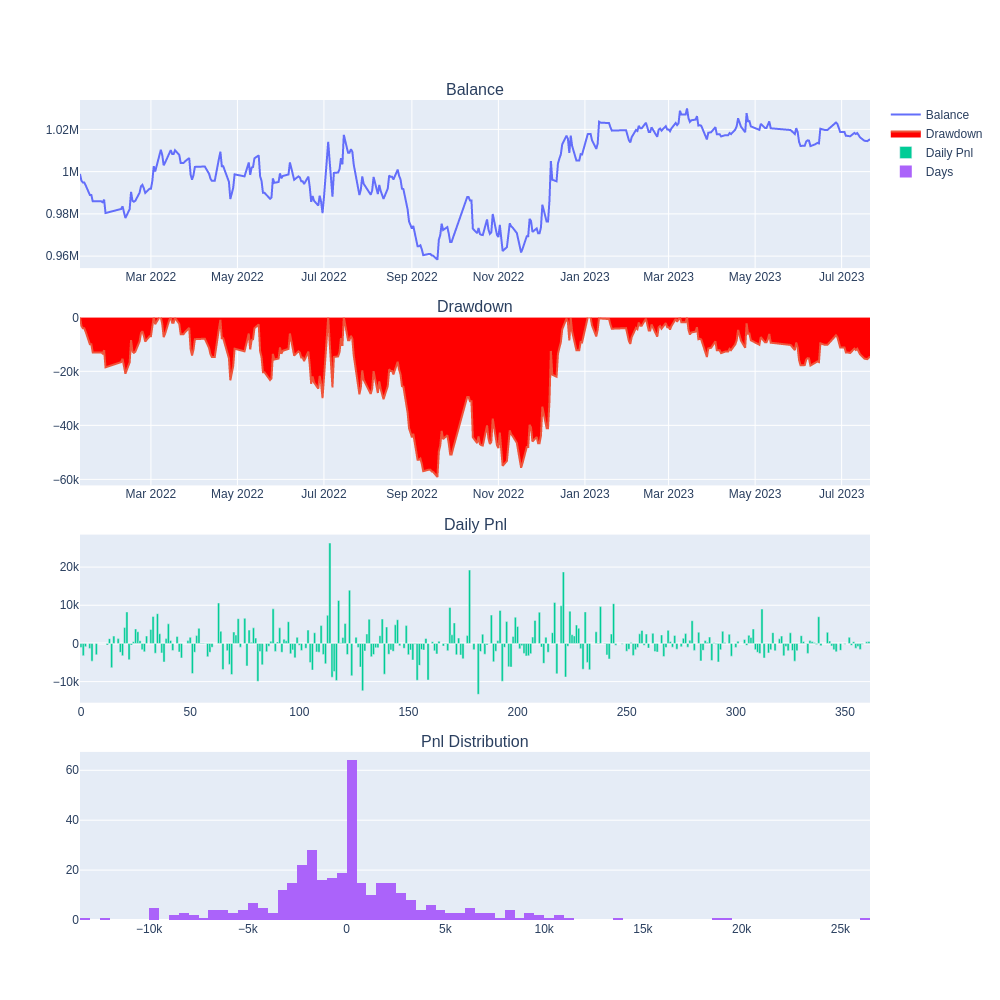 Balance
1.02M
1M
0.98M
0.96M
Mar 2022 May 2022 Jul 2022 Sep 2022 Nov 2022 Jan 2023 Mar 2023 May 2023 Jul 2023
Balance
Drawdown
Daily Pnl
Days
Drawdown
0
−20k
−40k
−60k
Mar 2022 May 2022 Jul 2022 Sep 2022 Nov 2022 Jan 2023 Mar 2023 May 2023 Jul 2023
Daily Pnl
20k
10k
0
−10k
0 50 100 150 200 250 300 350
Pnl Distribution
60
40
20
0
−10k −5k 0 5k 10k 15k 20k 25k